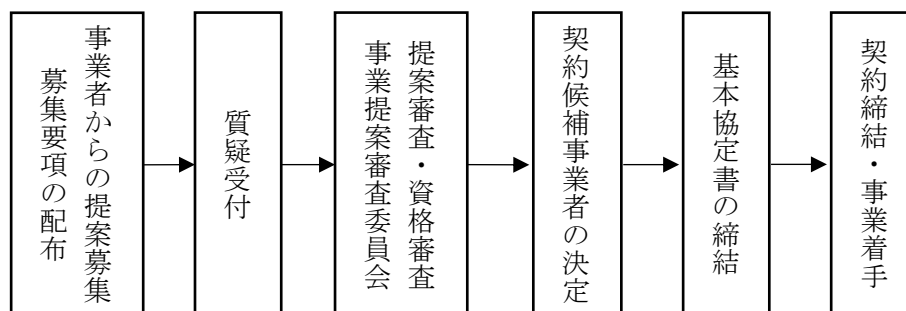 事業者からの提案募集
募集要項の配布
質疑受付
提案審査・資格審査
事業提案審査委員会
契約候補事業者の決定
基本協定書の締結
契約締結・事業着手